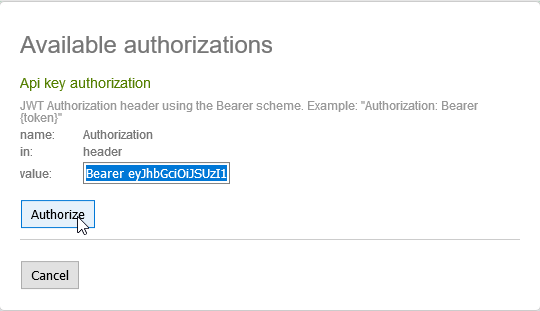 Available authorizations
Api key authorization
JWT Authorization header using the Bearer scheme. Example: "Authorization: Bearer
{token}"
name: Authorization
in: header
value: Bearer eyJhbGciOiJSUzI1
Authorize
Cancel